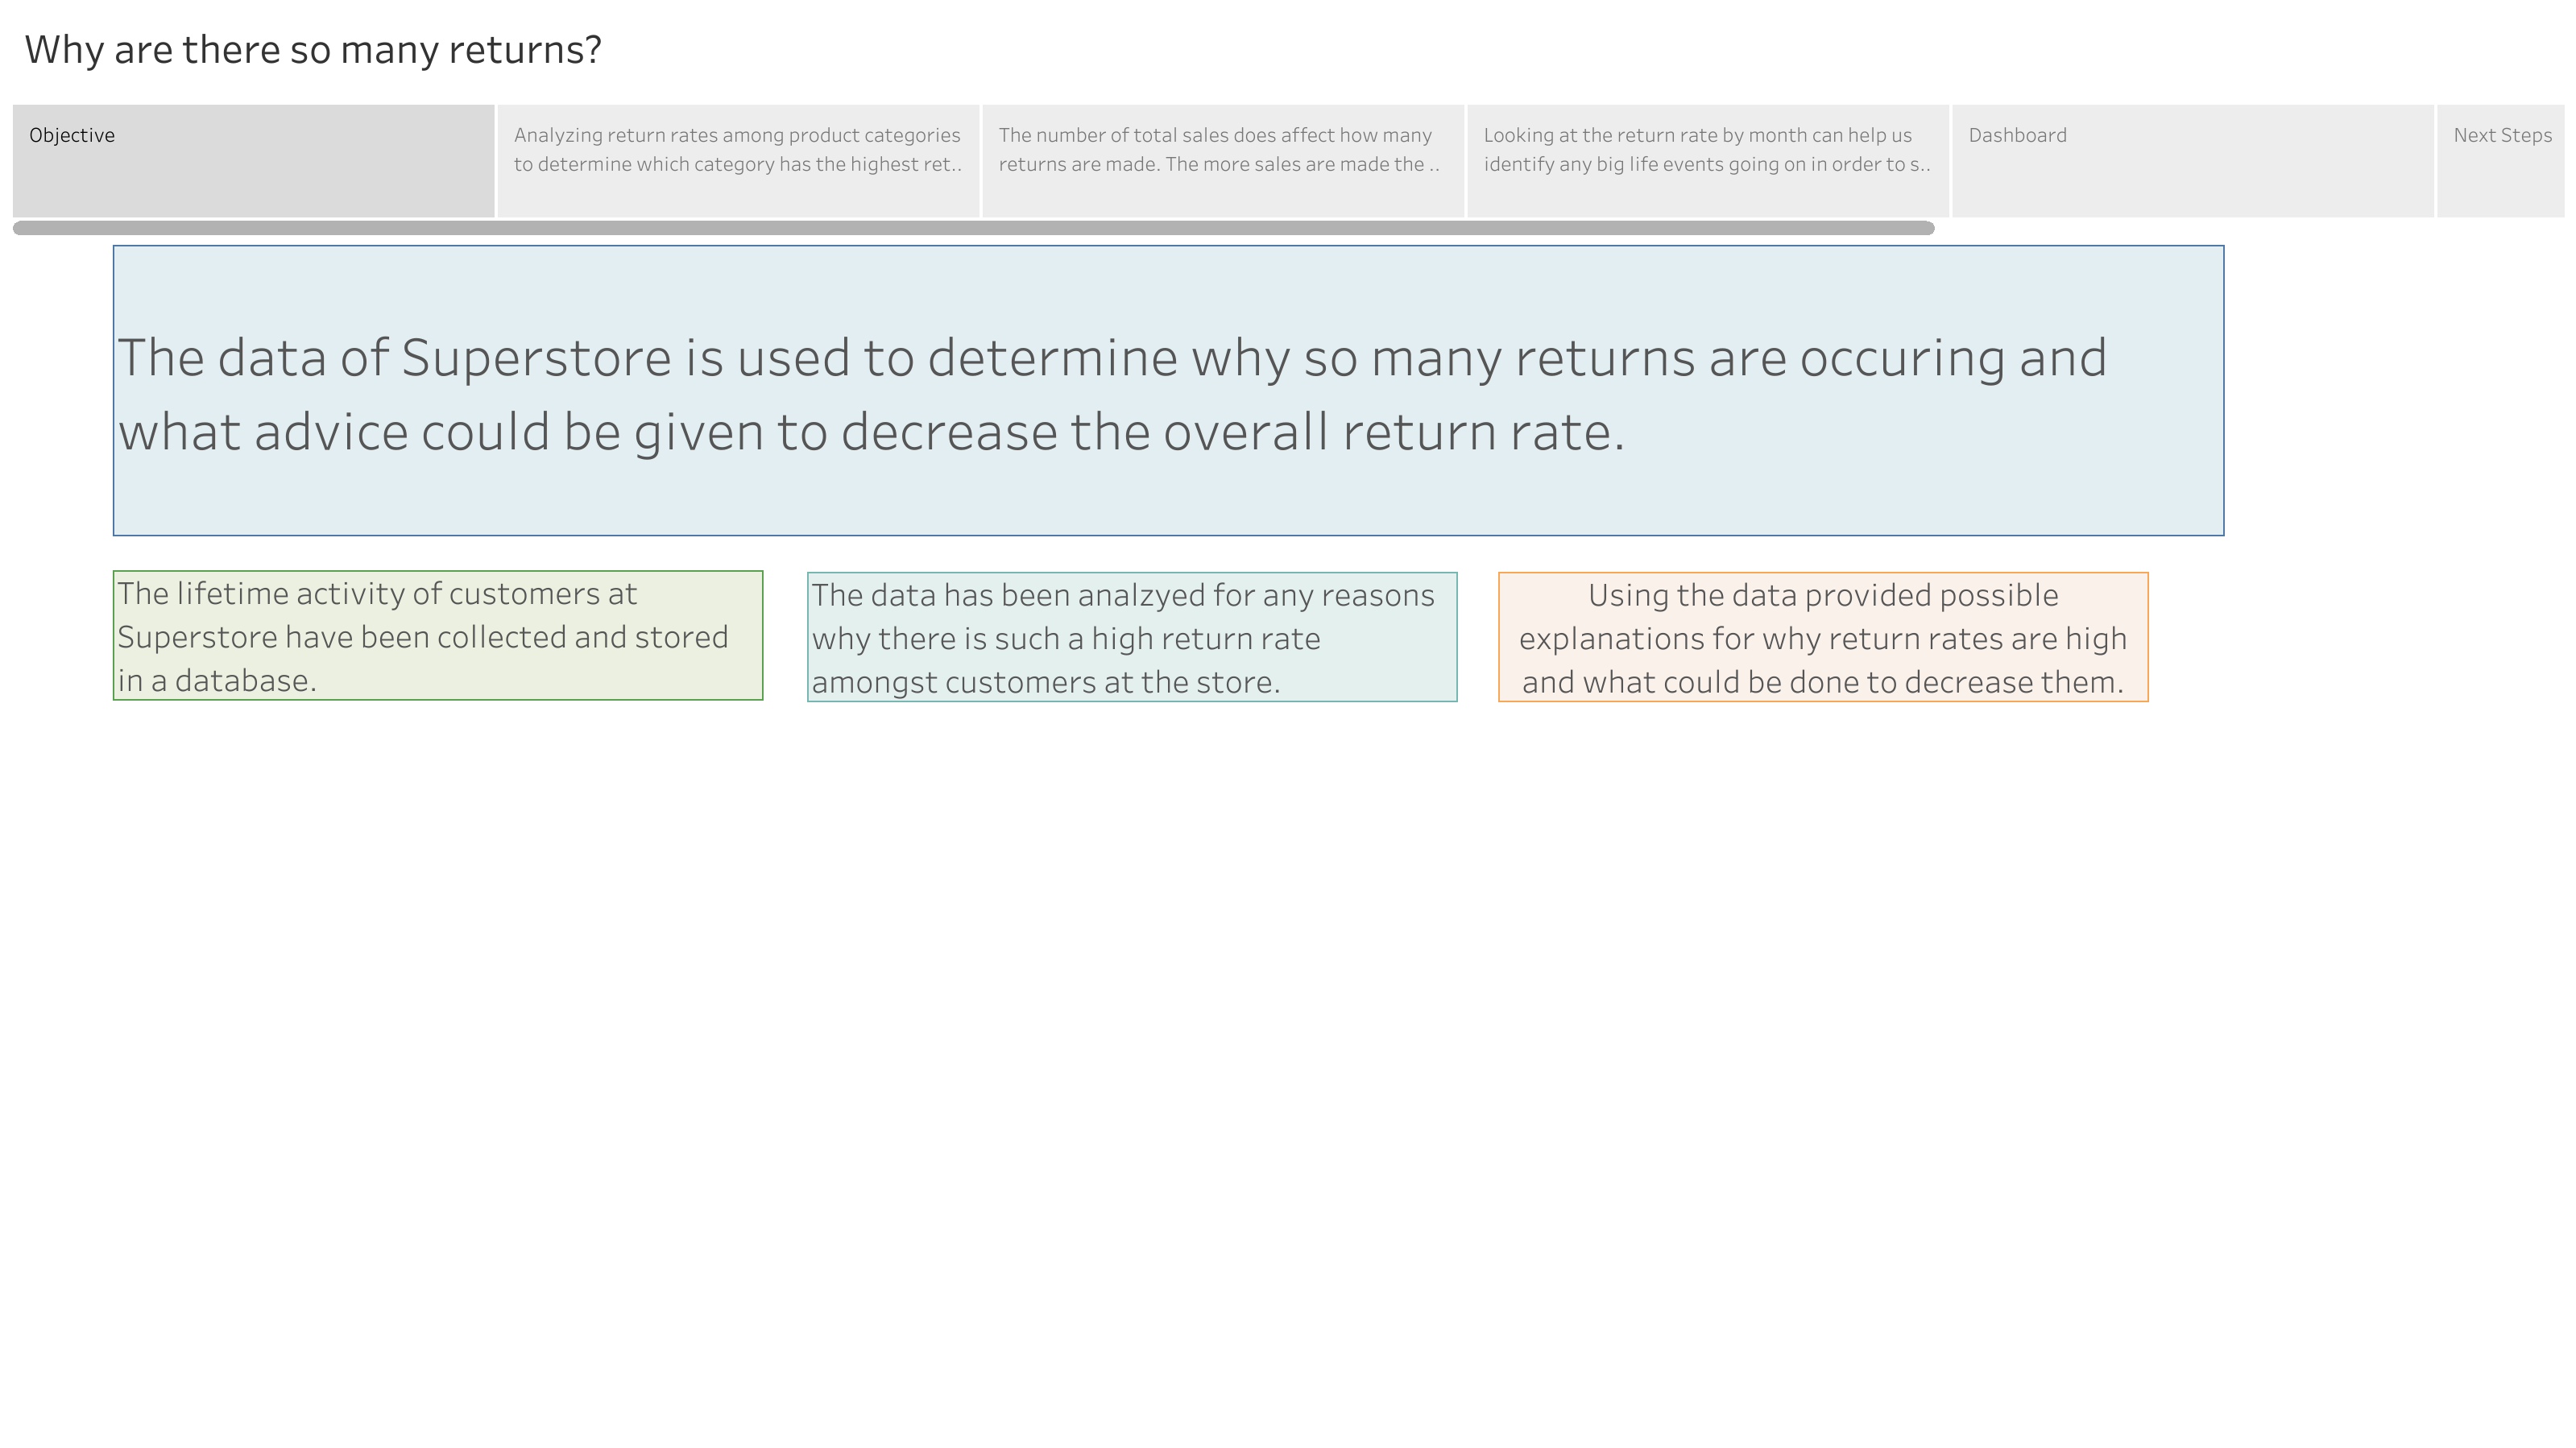 Why are there so many returns?
Objective
Analyzing return rates among product categories
to determine which category has the highest ret..
The number of total sales does affect how many
returns are made. The more sales are made the ..
Looking at the return rate by month can help us
identify any big life events going on in order to s..
Dashboard
Next Steps
The data of Superstore is used to determine why so many returns are occuring and
what advice could be given to decrease the overall return rate.
The lifetime activity of customers at
Superstore have been collected and stored
in a database.
The data has been analzyed for any reasons
why there is such a high return rate
amongst customers at the store.
Using the data provided possible
explanations for why return rates are high
and what could be done to decrease them.